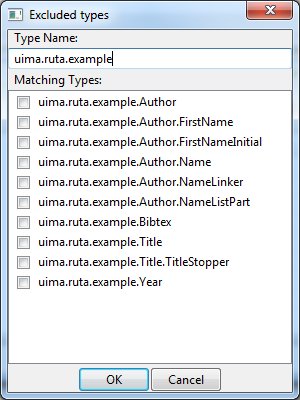 Excluded types
Type Name:
uima.ruta.example
Matching Types:
uima.ruta.example.Author
uima.ruta.example.Author.FirstName
uima.ruta.example.Author.FirstNameInitial
uima.ruta.example.Author.Name
uima.ruta.example.Author.NameLinker
uima.ruta.example.Author.NameListPart
uima.ruta.example.Bibtex
uima.ruta.example.Title
uima.ruta.example.Title.TitleStopper
uima.ruta.example.Year
OK Cancel